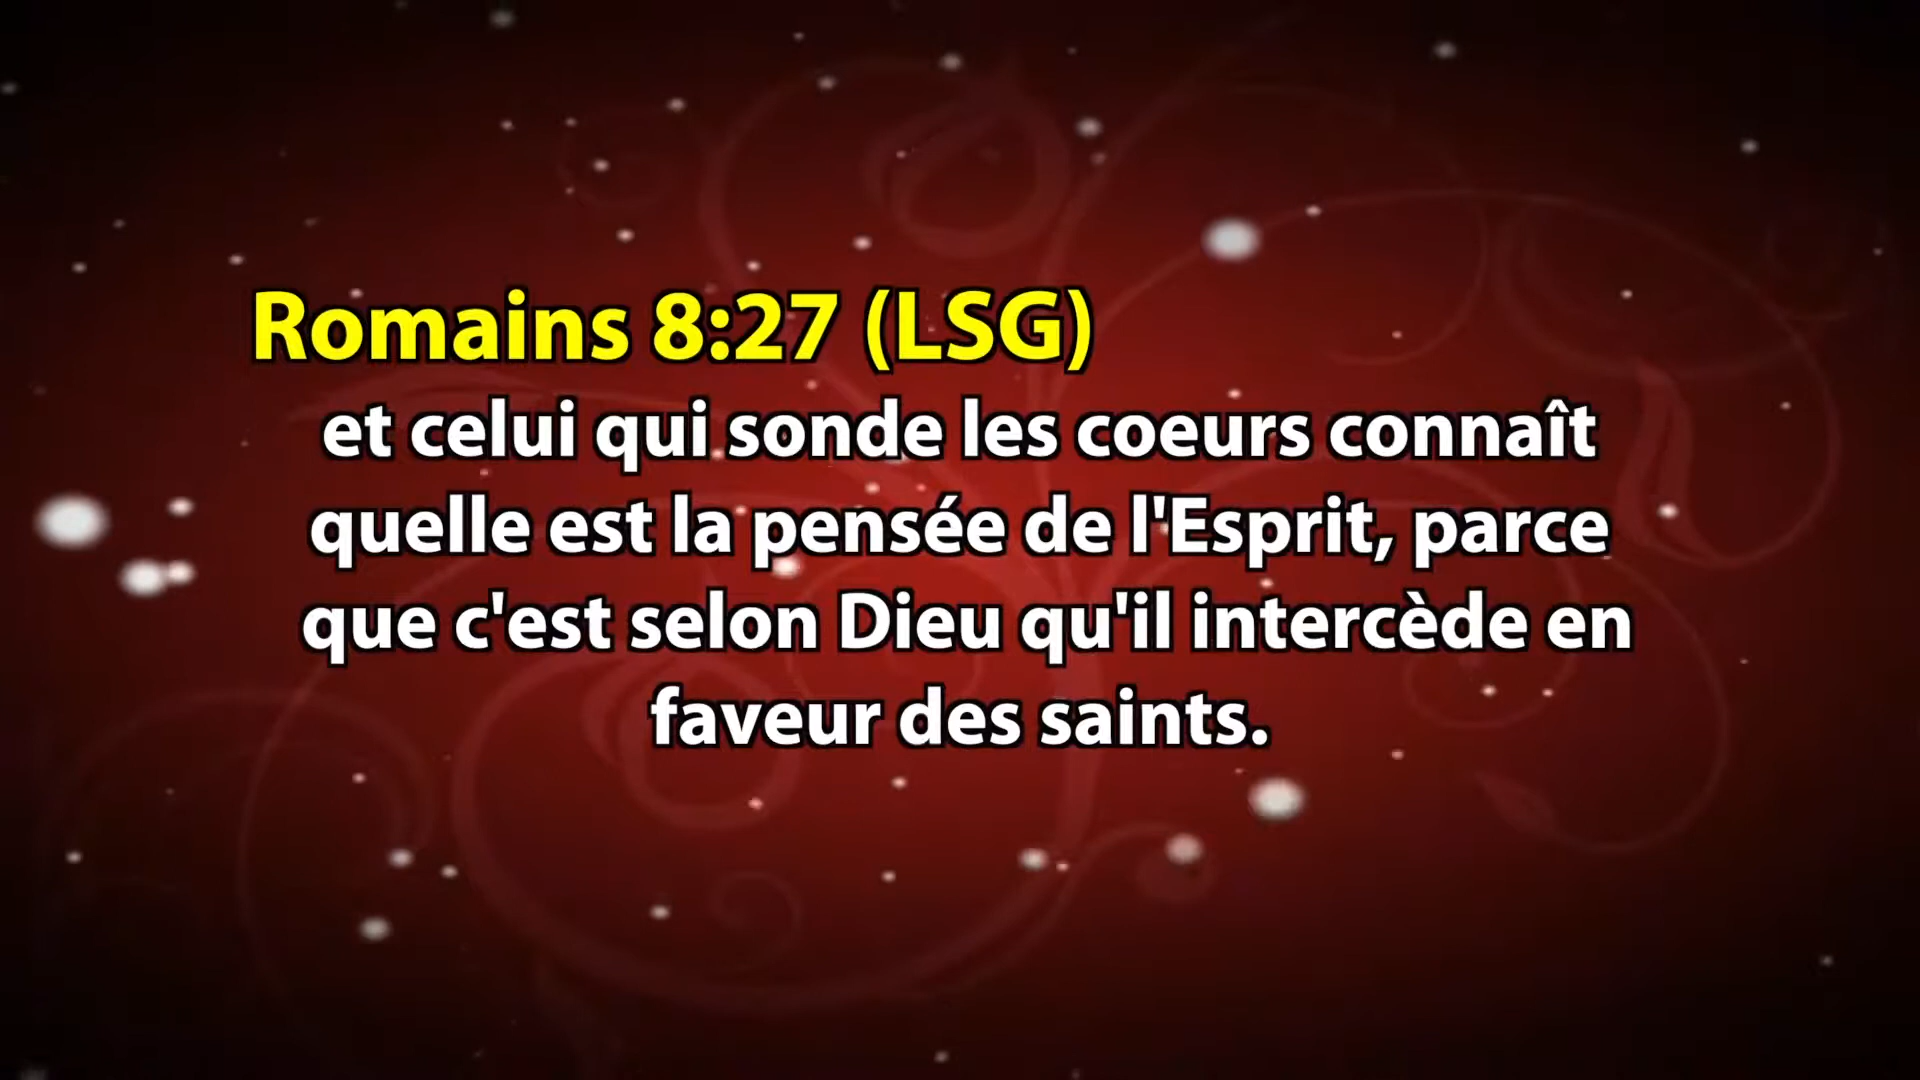 Romains 8:27 (LSG)
et celui qui sonde les coeurs connaît
quelle est la pensée de l'Esprit, parce
que c'est selon Dieu qu'il intercède en
faveur des saints.